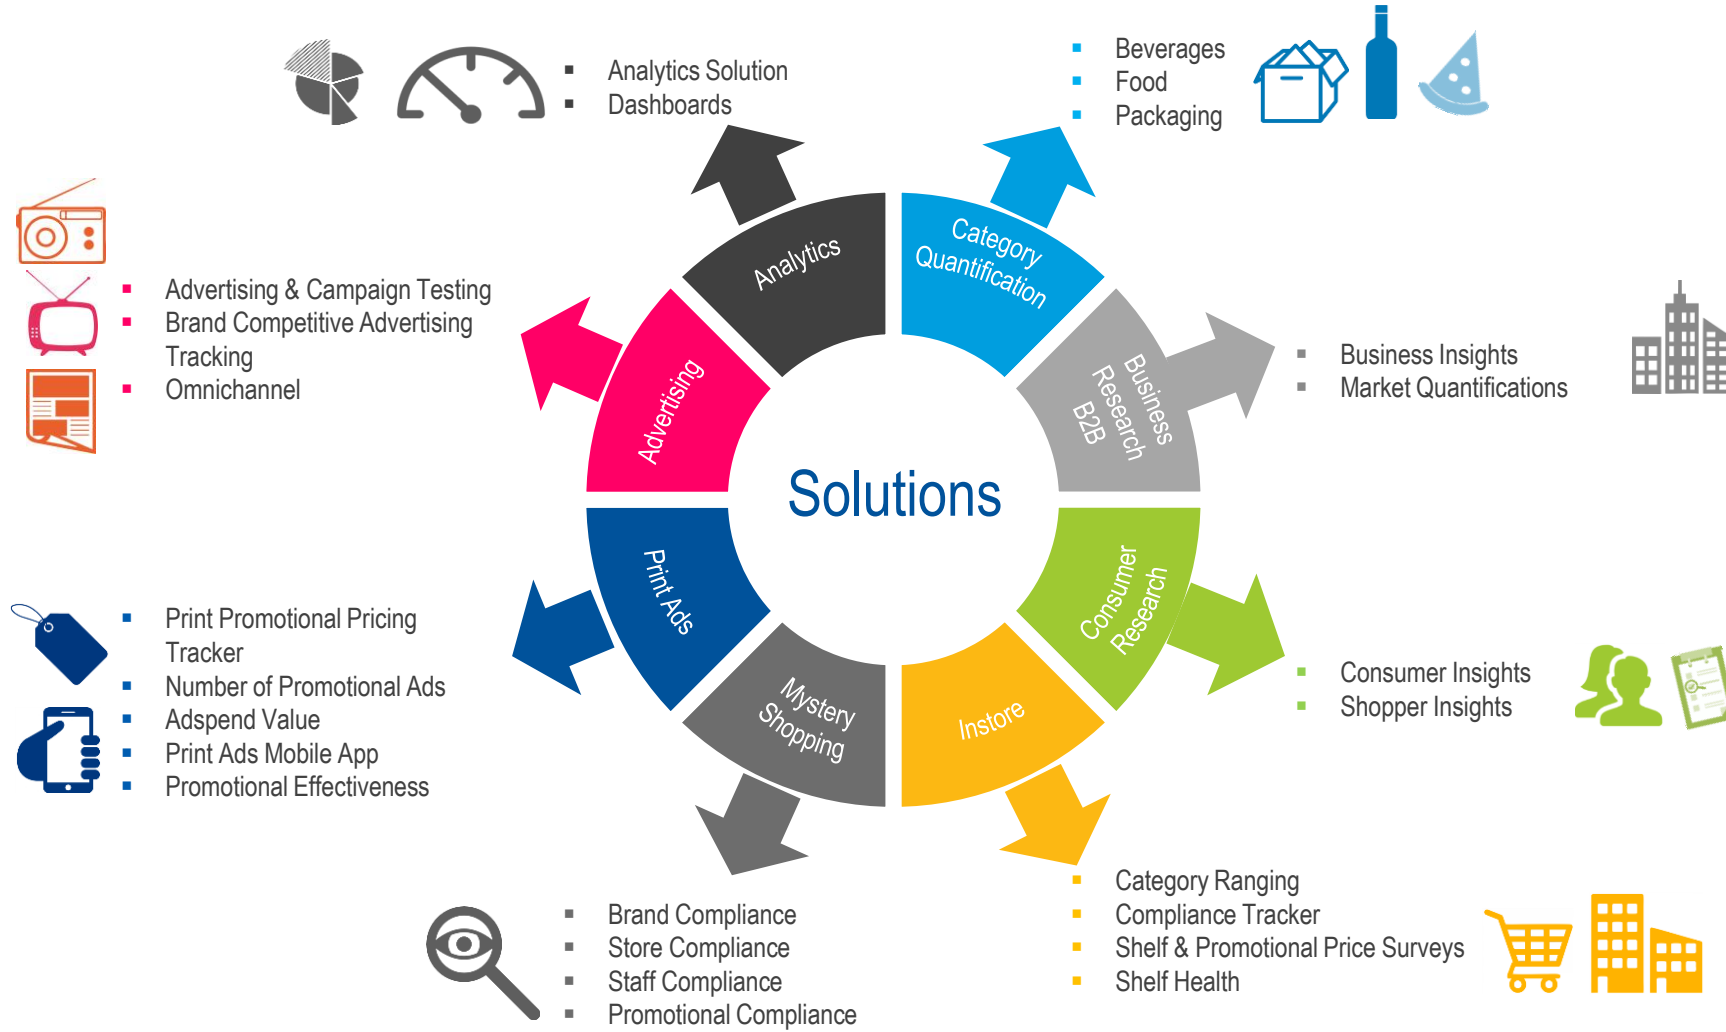 Analytics Solution
Dashboards
Beverages
Food
Packaging
Analytics
Category
Quantification
Advertising & Campaign Testing
Brand Competitive Advertising
Tracking
Omnichannel
Advertising
Business
Research
B2B
Business Insights
Market Quantifications
Solutions
Print Promotional Pricing
Tracker
Number of Promotional Ads
Adspend Value
Print Ads Mobile App
Promotional Effectiveness
Print Ads
Consumer
Research
Consumer Insights
Shopper Insights
Mystery
Shopping
Instore
Brand Compliance
Store Compliance
Staff Compliance
Promotional Compliance
Category Ranging
Compliance Tracker
Shelf & Promotional Price Surveys
Shelf Health